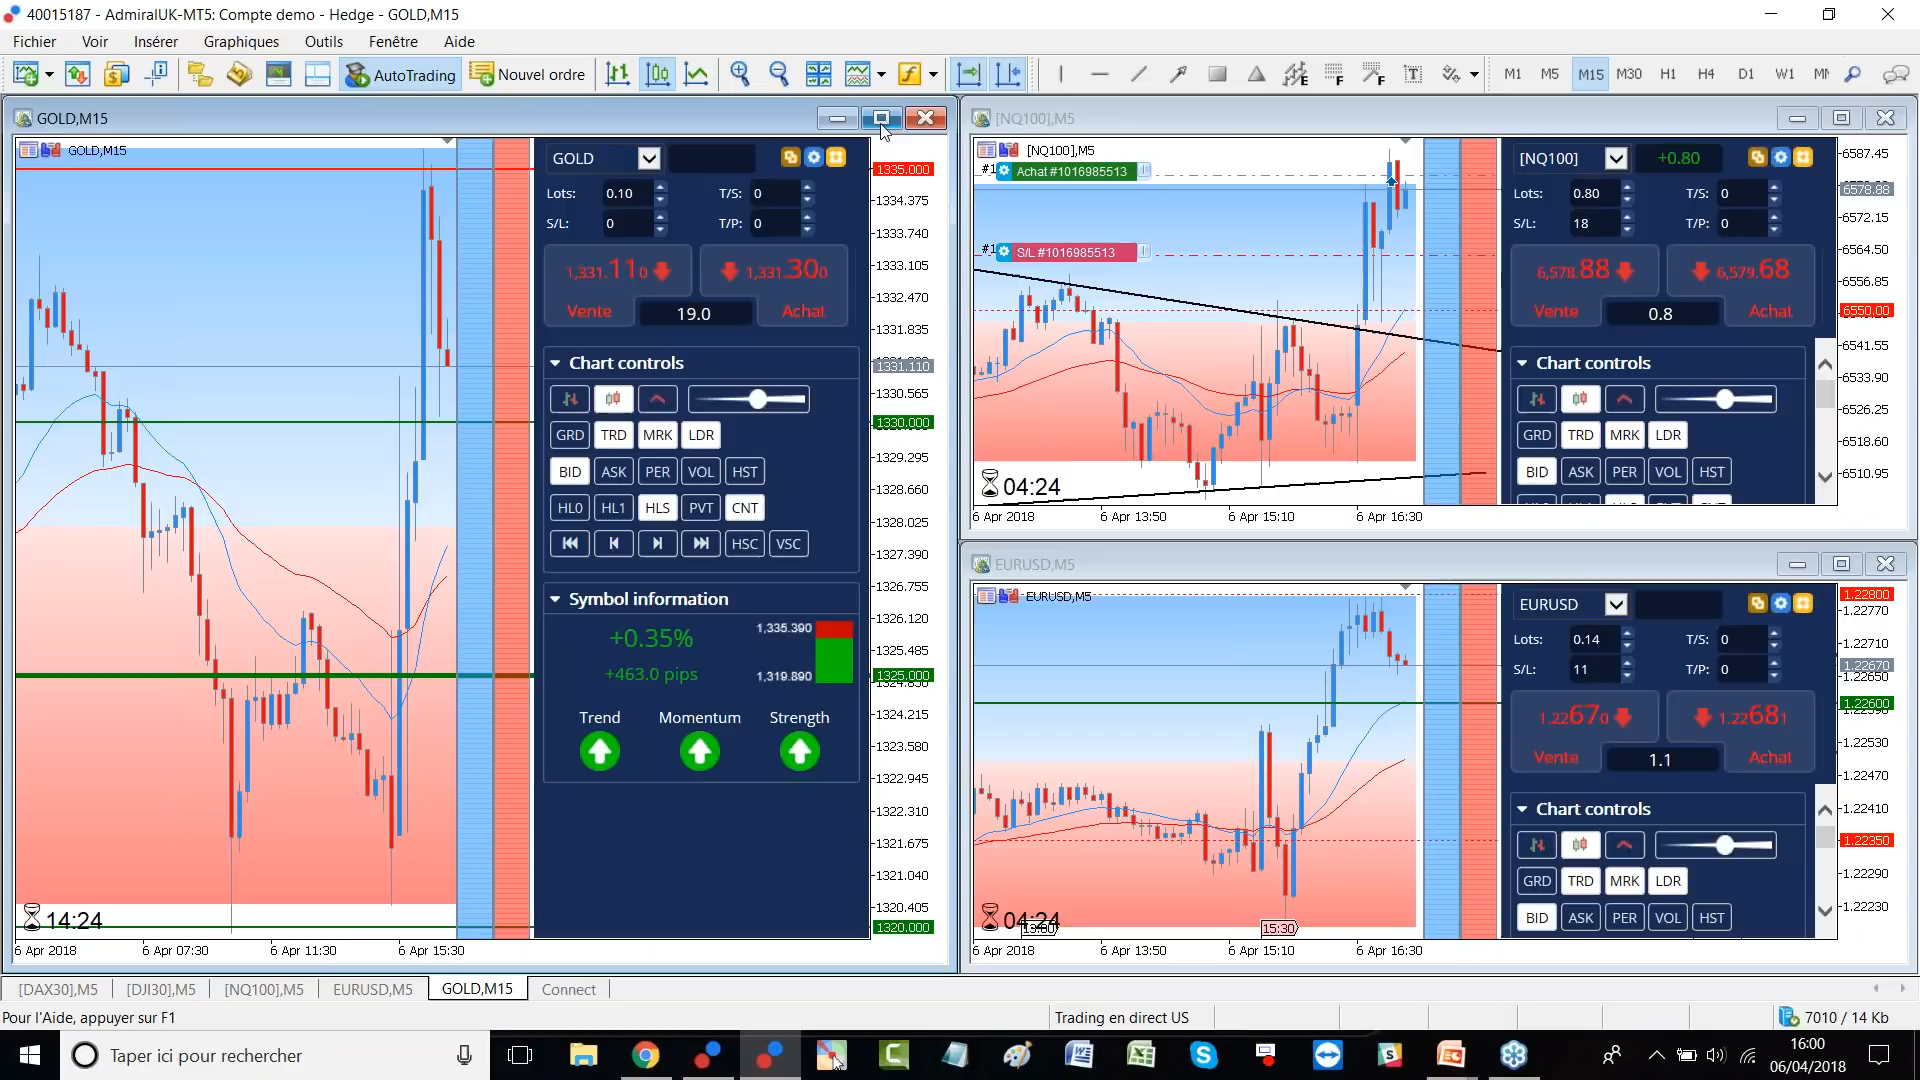 40015187 - AdmiralUK-MT5: Compte demo - Hedge - GOLD,M15
Fichier Voir Insérer Graphiques Outils Fenêtre Aide
AutoTrading Nouvel ordre M1 M5 M15 M30 H1 H4 D1 W1
GOLD,M15
GOLD,M15
GOLD
Lots: 0.10 T/S: 0
S/L: 0 T/P: 0
1,331.110 1,331.300
Vente 19.0 Achat
Chart controls
GRD TRD MRK LDR
BID ASK PER VOL HST
HL0 HL1 HLS PVT CNT
HSC VSC
Symbol information
+0.35% 1,335.390
+463.0 pips 1,319.890
Trend Momentum Strength
1335.000
1334.375
1333.740
1333.105
1332.470
1331.835
1331.110
1330.565
1330.000
1329.295
1328.660
1328.025
1327.390
1326.755
1326.120
1325.485
1325.000
1324.215
1323.580
1322.945
1322.310
1321.675
1321.040
1320.405
1320.000
14:24
6 Apr 2018 6 Apr 07:30 6 Apr 11:30 6 Apr 15:30
[NQ100],M5
[NQ100],M5
#1 Achat #1016985513
#1 S/L #1016985513
[NQ100] +0.80
Lots: 0.80 T/S: 0
S/L: 18 T/P: 0
6,578.88 6,579.68
Vente 0.8 Achat
Chart controls
GRD TRD MRK LDR
BID ASK PER VOL HST
6587.45
6578.88
6572.15
6564.50
6556.85
6550.00
6541.55
6533.90
6526.25
6518.60
6510.95
04:24
6 Apr 2018 6 Apr 13:50 6 Apr 15:10 6 Apr 16:30
EURUSD,M5
EURUSD,M5
EURUSD
Lots: 0.14 T/S: 0
S/L: 11 T/P: 0
1.22670 1.22681
Vente 1.1 Achat
Chart controls
GRD TRD MRK LDR
BID ASK PER VOL HST
1.22800
1.22770
1.22710
1.22670
1.22650
1.22600
1.22530
1.22470
1.22410
1.22350
1.22290
1.22230
04:24
15:30
6 Apr 2018 6 Apr 13:50 6 Apr 15:10 6 Apr 16:30
[DAX30],M5 [DJI30],M5 [NQ100],M5 EURUSD,M5 GOLD,M15 Connect
Pour l'Aide, appuyer sur F1 Trading en direct US 7010 / 14 Kb
Taper ici pour rechercher
16:00
06/04/2018